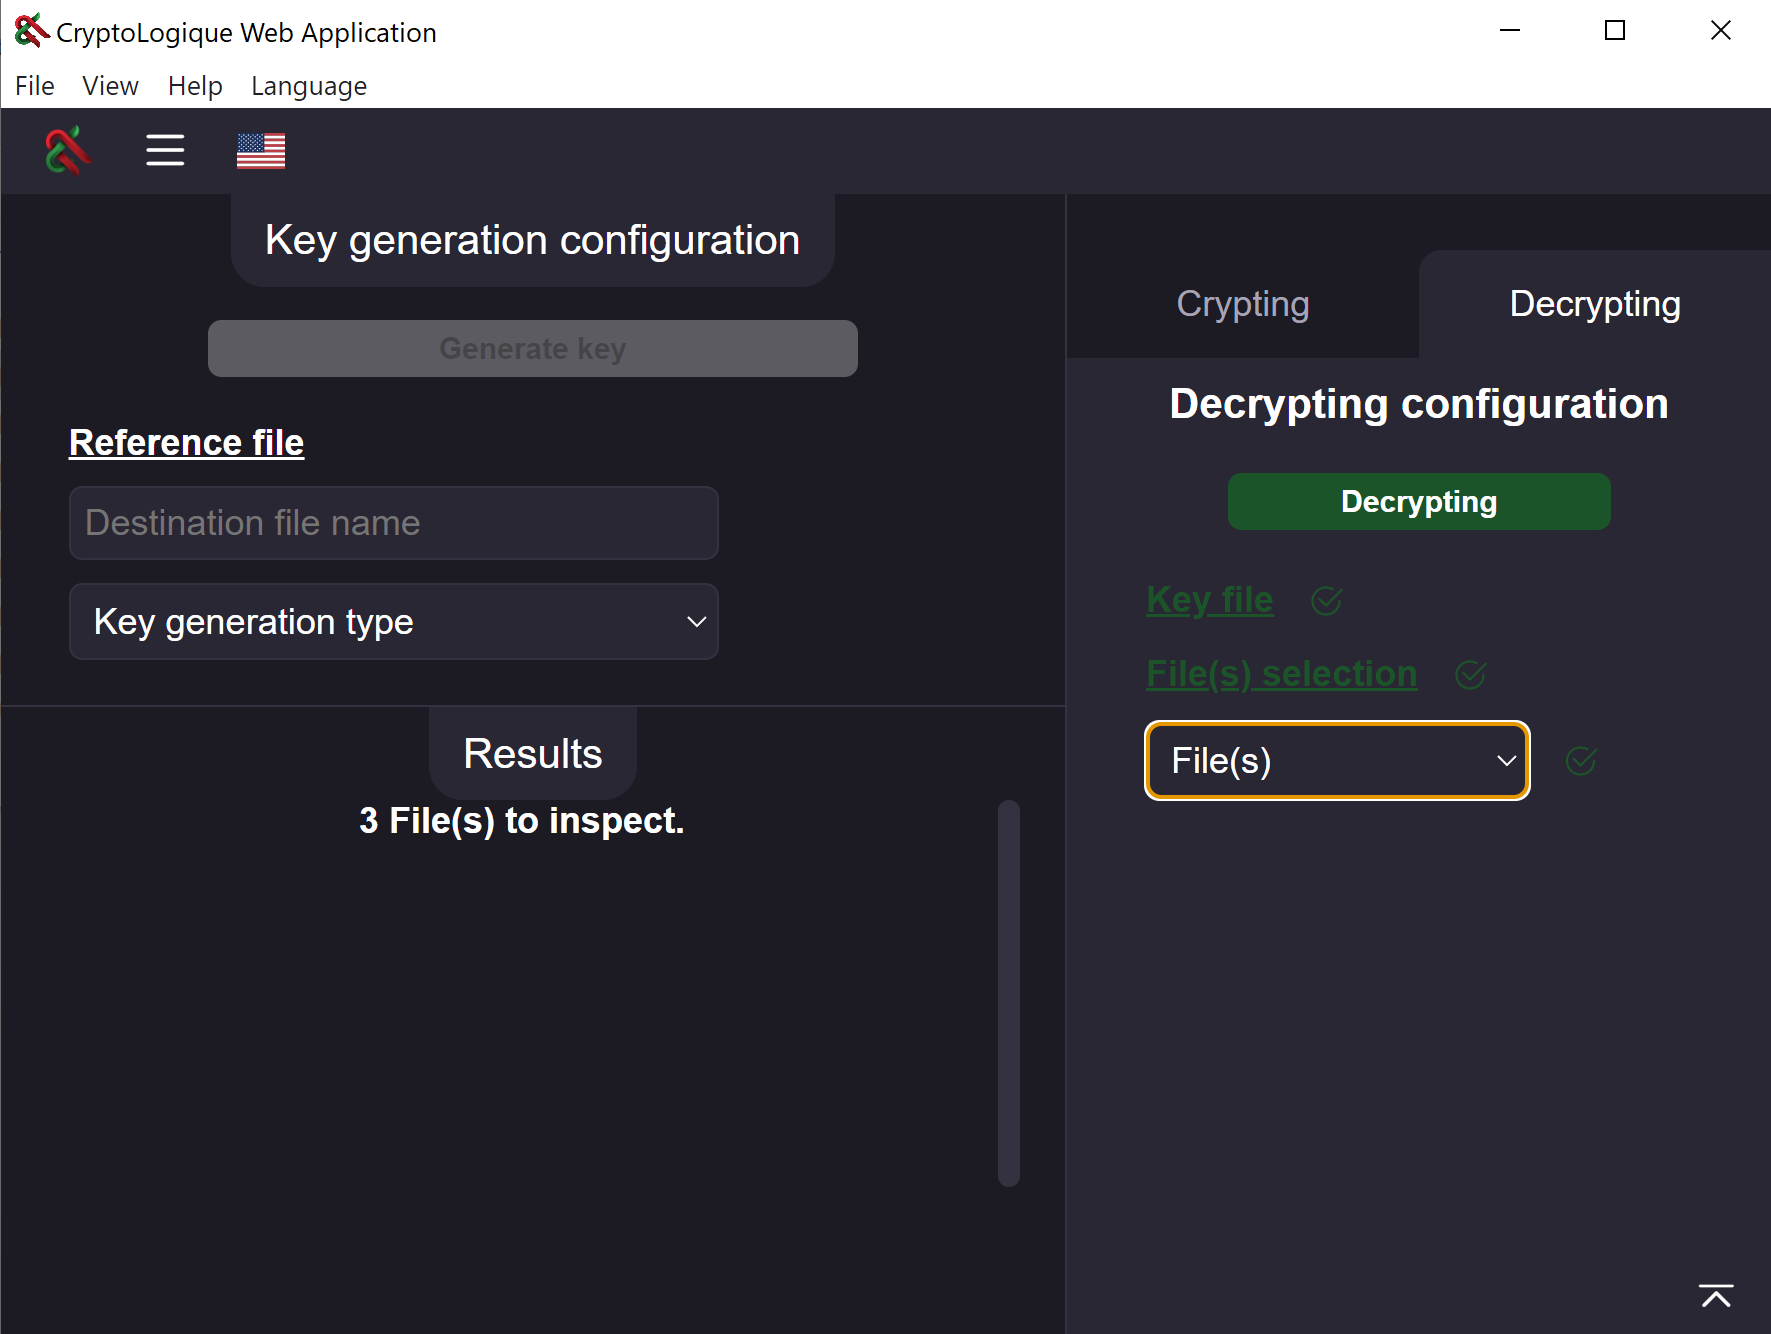 CryptoLogique Web Application
File View Help Language
Key generation configuration
Generate key
Reference file
Destination file name
Key generation type
Results
3 File(s) to inspect.
Crypting
Decrypting
Decrypting configuration
Decrypting
Key file
File(s) selection
File(s)